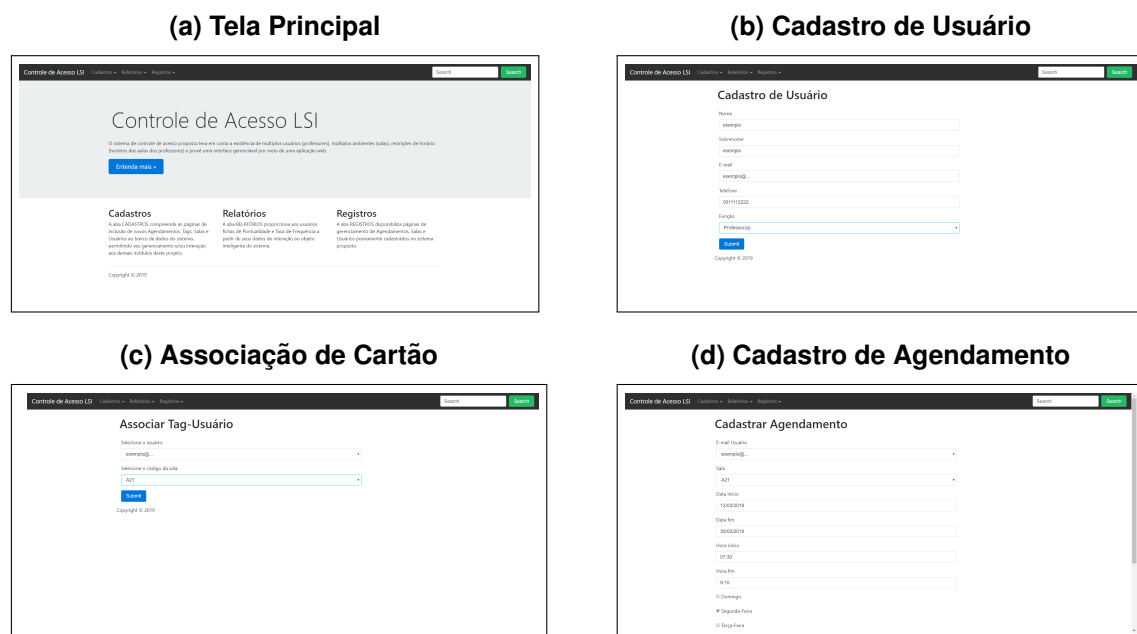 (a) Tela Principal
Controle de Acesso LSI Cadastros Relatórios Registros Search Search
Controle de Acesso LSI
O sistema de controle de acesso proposto leva em conta a existência de múltiplos usuários (professores), múltiplos ambientes (salas), restrições de horário
(horários das aulas dos professores) e provê uma interface gerenciável por meio de uma aplicação web.
Entenda mais »
Cadastros
A aba CADASTROS compreende as páginas de
inclusão de novos Agendamentos, Tags, Salas e
Usuários ao banco de dados do sistema,
permitindo seu gerenciamento e/ou interação
aos demais módulos deste projeto.
Relatórios
A aba RELATÓRIOS proporciona aos usuários
fichas de Pontualidade e Taxa de Frequência a
partir de seus dados de interação ao objeto
inteligente do sistema.
Registros
A aba REGISTROS disponibiliza páginas de
gerenciamento de Agendamentos, Salas e
Usuários previamente cadastrados no sistema
proposto.
Copyright © 2019
(b) Cadastro de Usuário
Controle de Acesso LSI Cadastros Relatórios Registros Search Search
Cadastro de Usuário
Nome
exemplo
Sobrenome
exemplo
E-mail
exemplo@...
Telefone
0011112222
Função
Professor(a)
Submit
Copyright © 2019
(c) Associação de Cartão
Controle de Acesso LSI Cadastros Relatórios Registros Search Search
Associar Tag-Usuário
Selecione o usuário
exemplo@...
Selecione o código da sala
A21
Submit
Copyright © 2019
(d) Cadastro de Agendamento
Controle de Acesso LSI Cadastros Relatórios Registros Search Search
Cadastrar Agendamento
E-mail Usuário
exemplo@...
Sala
A21
Data início
12/03/2019
Data fim
30/03/2019
Hora início
07:30
Hora fim
9:10
Domingo
Segunda-Feira
Terça-Feira